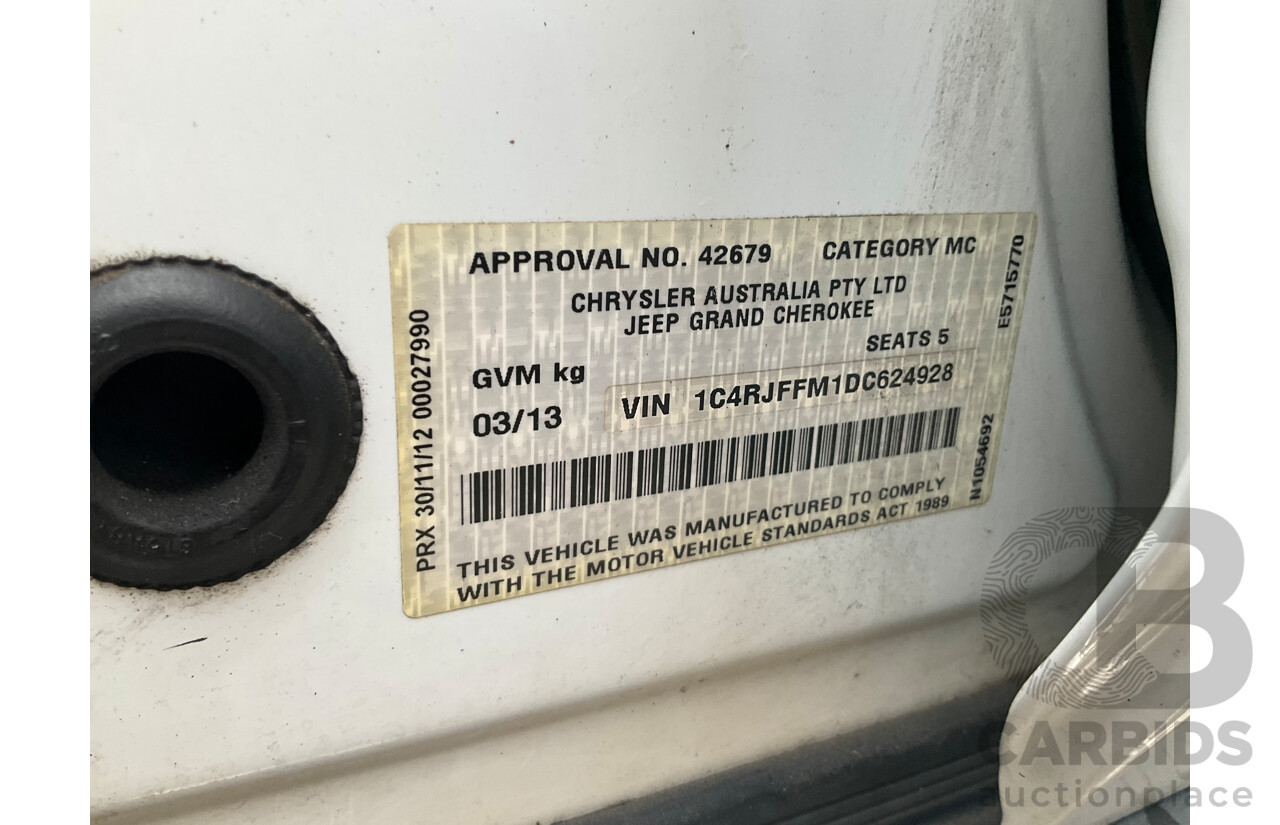 APPROVAL NO. 42679 CATEGORY MC
CHRYSLER AUSTRALIA PTY LTD
JEEP GRAND CHEROKEE
SEATS 5
GVM kg
03/13
VIN 1C4RJFFM1DC624928
THIS VEHICLE WAS MANUFACTURED TO COMPLY
WITH THE MOTOR VEHICLE STANDARDS ACT 1989
PRX 30/11/12 00027990
E5715770
N1054692
CB
CARBIDS
auctionplace